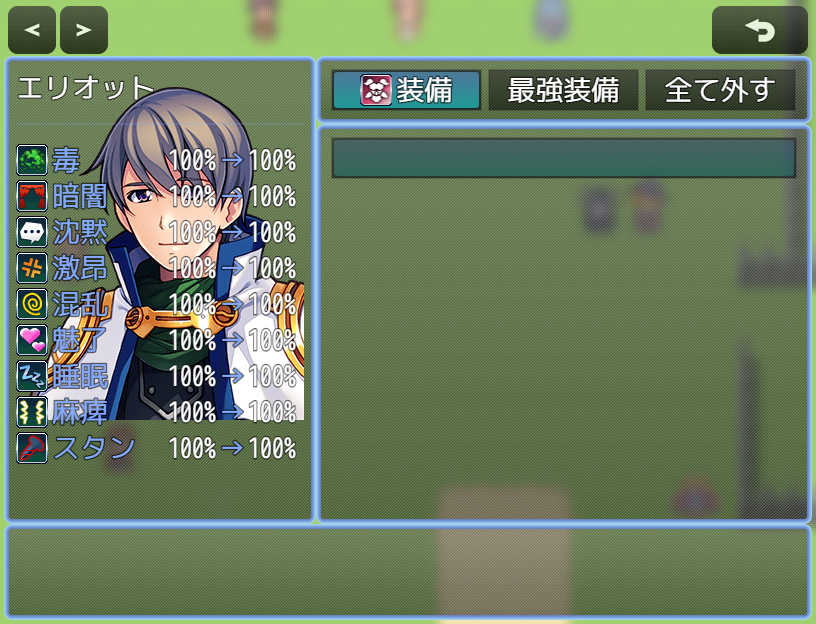 < >
エリオット
装備 最強装備 全て外す
毒 100% → 100%
暗闇 100% → 100%
沈黙 100% → 100%
激昂 100% → 100%
混乱 100% → 100%
魅了 100% → 100%
睡眠 100% → 100%
麻痺 100% → 100%
スタン 100% → 100%